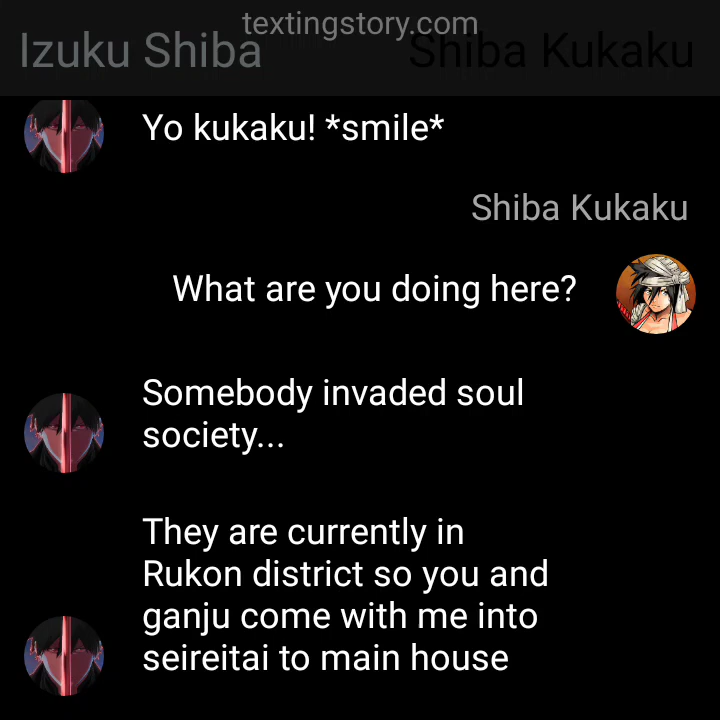 textingstory.com
Izuku Shiba
Shiba Kukaku
Yo kukaku! *smile*
Shiba Kukaku
What are you doing here?
Somebody invaded soul
society...
They are currently in
Rukon district so you and
ganju come with me into
seireitai to main house